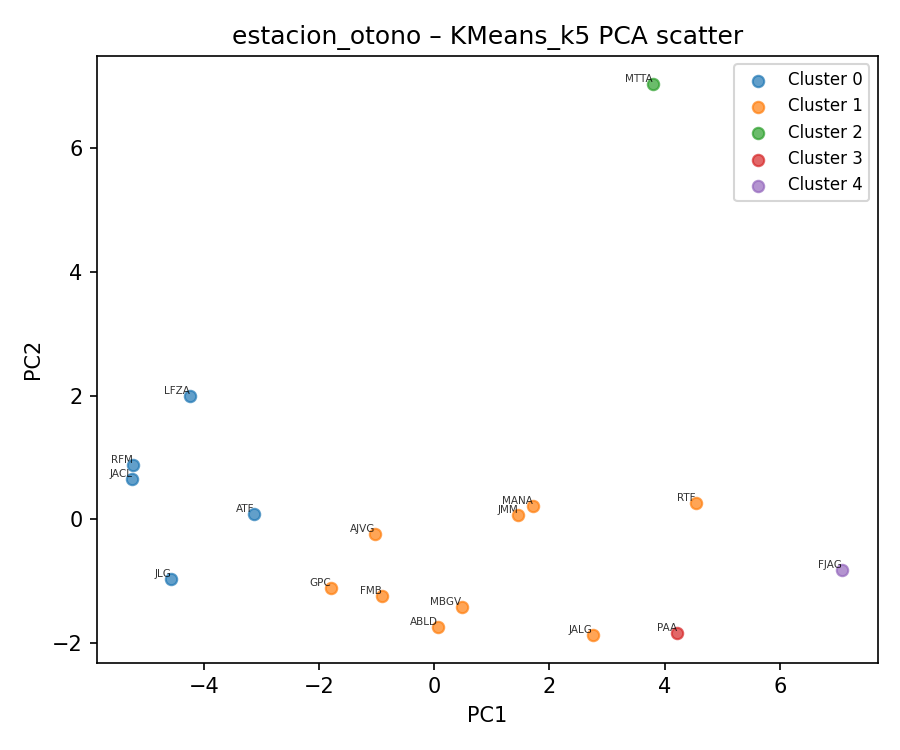 estacion_otono – KMeans_k5 PCA scatter
MTTA
Cluster 0
Cluster 1
Cluster 2
Cluster 3
Cluster 4
6
4
PC2
2
LFZA
RFM
JACL
ATF
MANA
JMM
RTF
0
AJVG
JLG
GPC
FMB
FJAG
MBGV
ABLD
JALG
PAA
−2
−4
−2
0
2
4
6
PC1